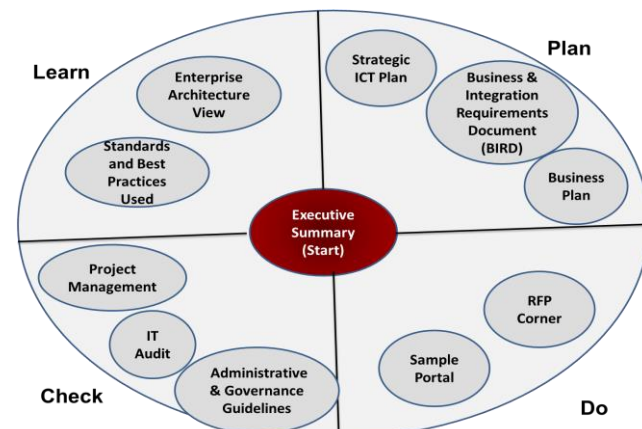 Learn
Enterprise
Architecture
View
Standards
and Best
Practices
Used
Plan
Strategic
ICT Plan
Business &
Integration
Requirements
Document
(BIRD)
Business
Plan
Executive
Summary
(Start)
Project
Management
IT
Audit
Administrative
& Governance
Guidelines
Check
RFP
Corner
Sample
Portal
Do